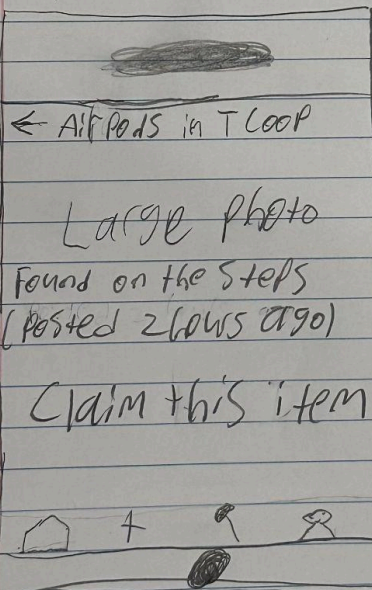 ← AirPods in T LOOP
Large Photo
Found on the Steps
(Posted 2 hours ago)
Claim this item